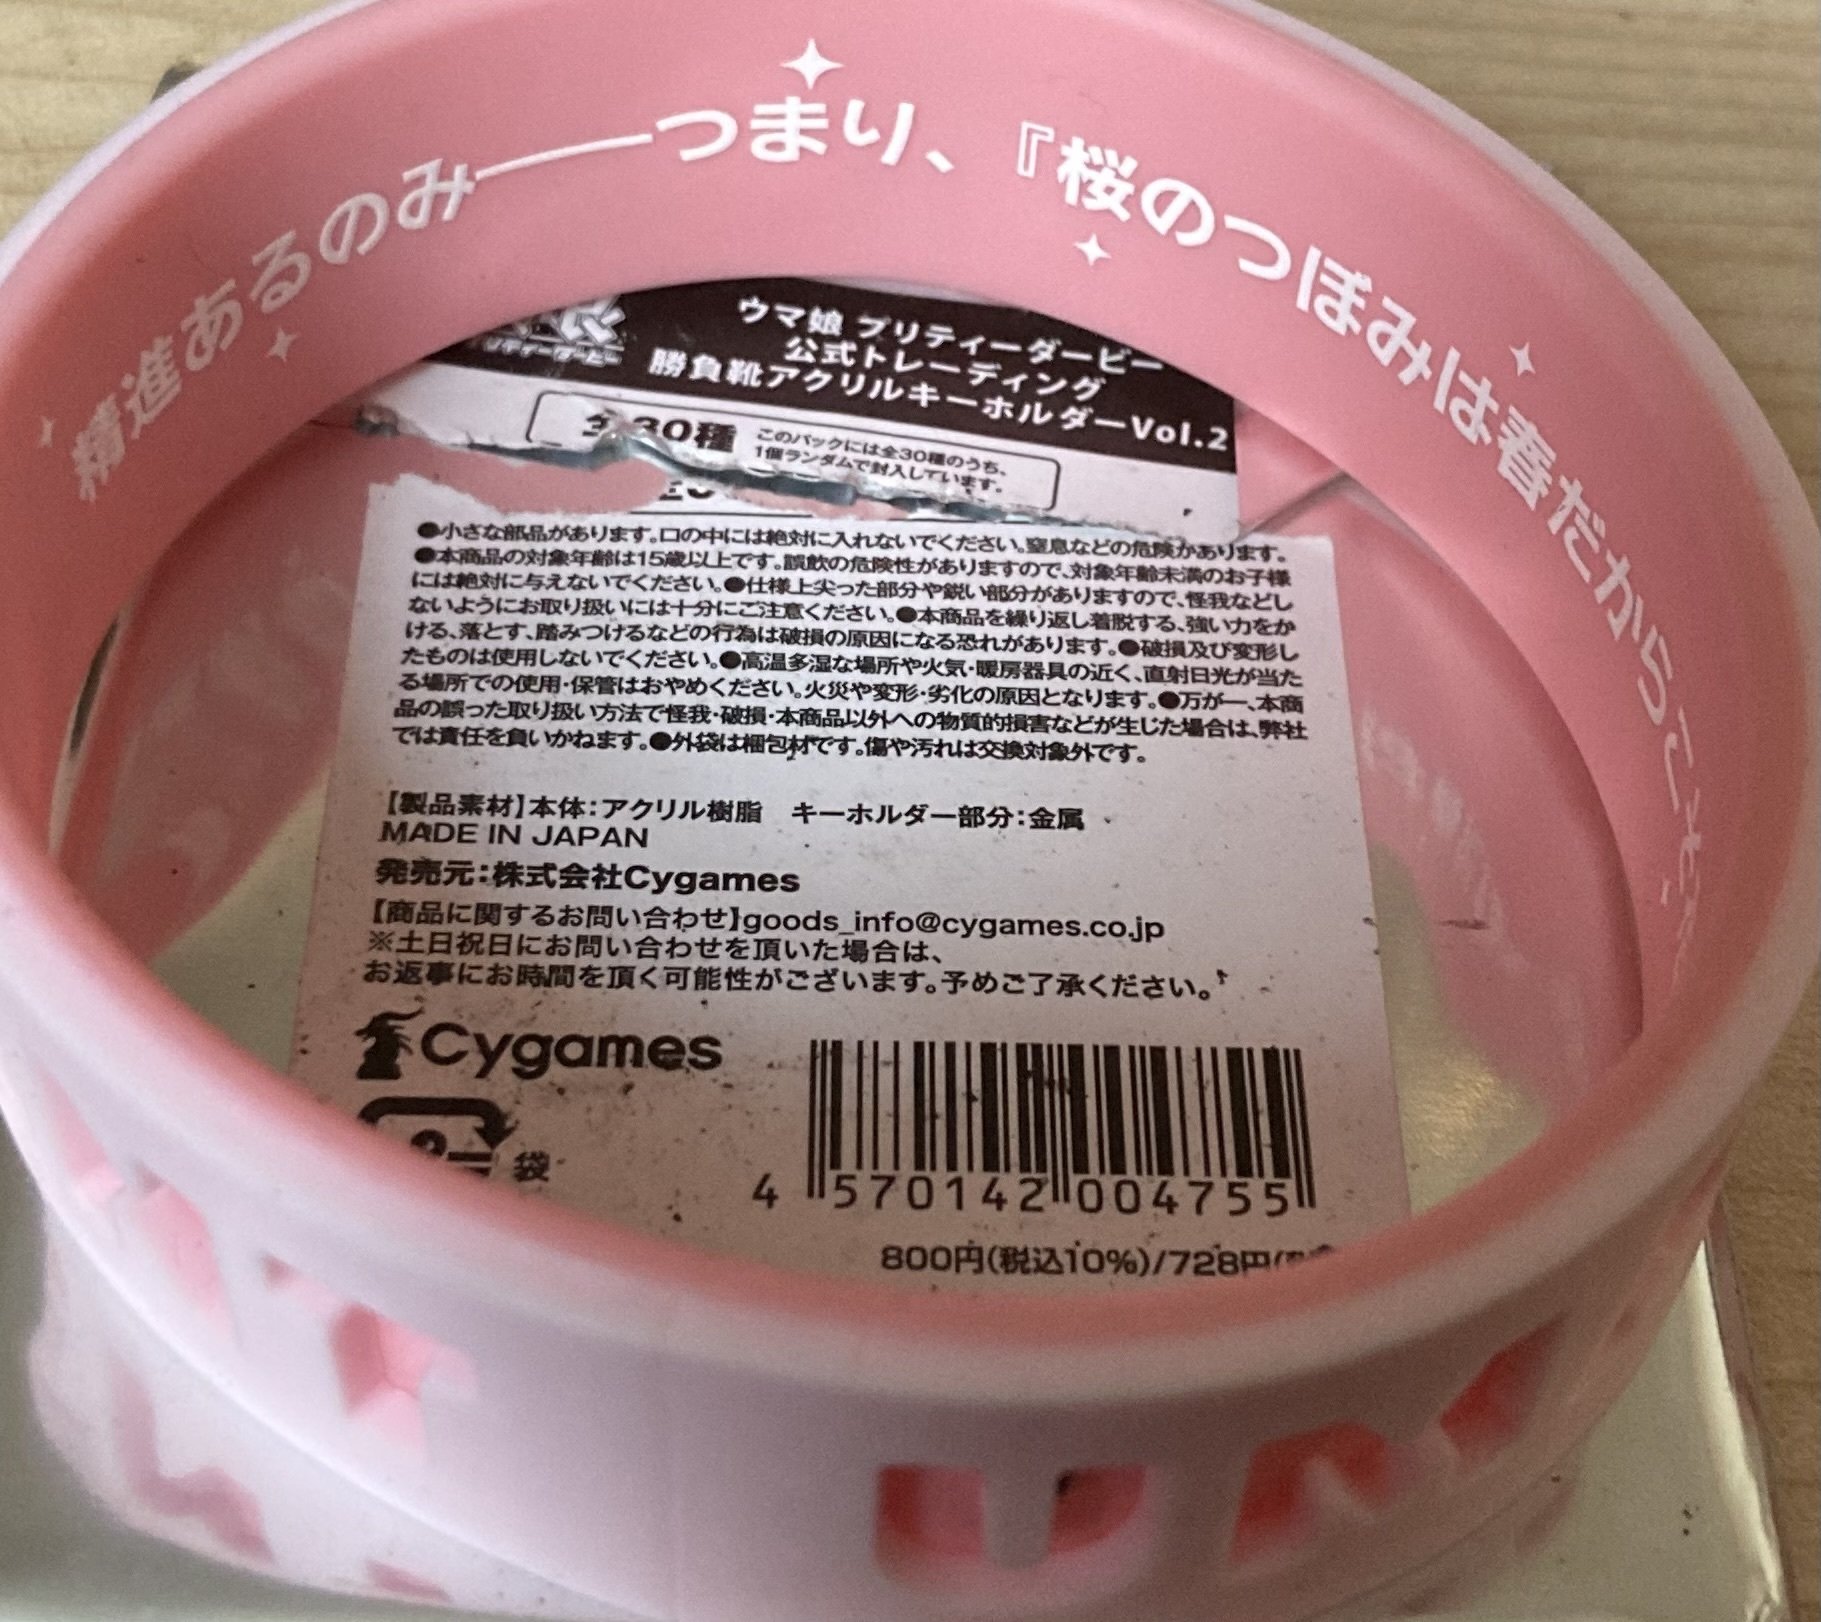 精進あるのみ――つまり、『桜のつぼみは春だからこそ
ウマ娘 プリティーダービー
公式トレーディング
勝負靴アクリルキーホルダーVol.2
全30種
このパックには全30種のうち、
1個ランダムで封入しています。
●小さな部品があります。口の中には絶対に入れないでください。窒息などの危険があります。
●本商品の対象年齢は15歳以上です。誤飲の危険性がありますので、対象年齢未満のお子様
には絶対に与えないでください。●仕様上尖った部分や鋭い部分がありますので、怪我などし
ないようにお取り扱いには十分にご注意ください。●本商品を繰り返し着脱する、強い力をか
ける、落とす、踏みつけるなどの行為は破損の原因になる恐れがあります。●破損及び変形し
たものは使用しないでください。●高温多湿な場所や火気・暖房器具の近く、直射日光が当た
る場所での使用・保管はおやめください。火災や変形・劣化の原因となります。●万が一、本商
品の誤った取り扱い方法で怪我・破損・本商品以外への物質的損害などが生じた場合は、弊社
では責任を負いかねます。●外袋は梱包材です。傷や汚れは交換対象外です。
【製品素材】本体：アクリル樹脂　キーホルダー部分：金属
MADE IN JAPAN
発売元：株式会社Cygames
【商品に関するお問い合わせ】goods_info@cygames.co.jp
※土日祝日にお問い合わせを頂いた場合は、
お返事にお時間を頂く可能性がございます。予めご了承ください。
Cygames
袋
4 570142 004755
800円(税込10%)/728円(